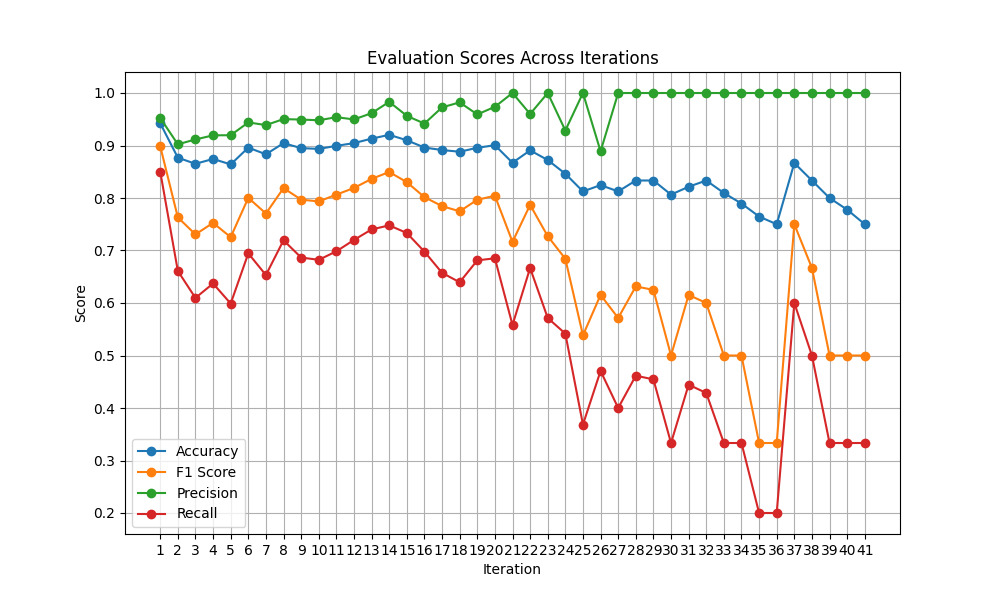 Evaluation Scores Across Iterations
1.0
0.9
0.8
0.7
0.6
0.5
0.4
0.3
0.2
Score
Accuracy
F1 Score
Precision
Recall
1 2 3 4 5 6 7 8 9 10 11 12 13 14 15 16 17 18 19 20 21 22 23 24 25 26 27 28 29 30 31 32 33 34 35 36 37 38 39 40 41
Iteration